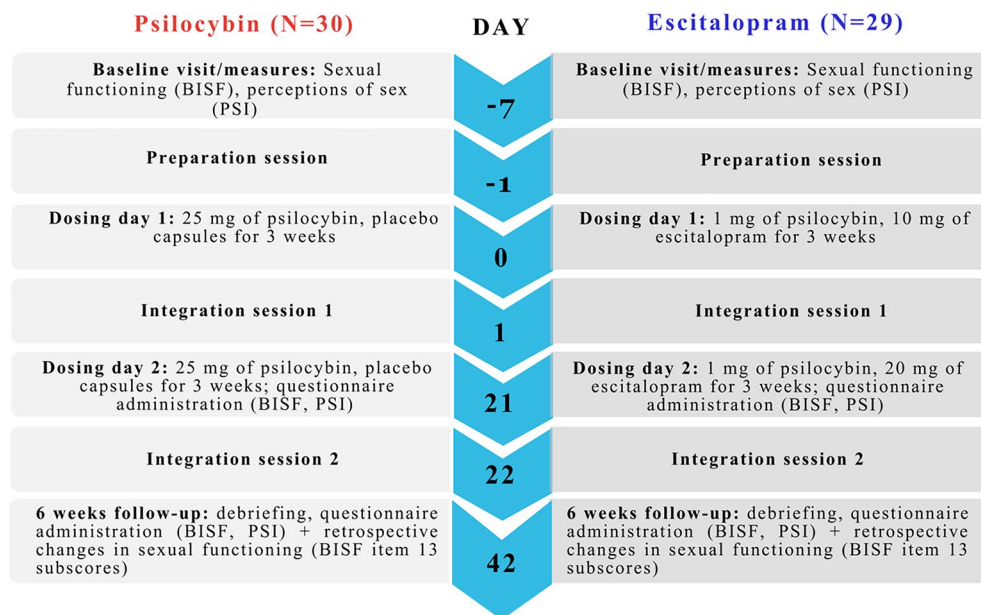 Psilocybin (N=30)
DAY
Escitalopram (N=29)
Baseline visit/measures: Sexual
functioning (BISF), perceptions of sex
(PSI)
-7
Baseline visit/measures: Sexual functioning
(BISF), perceptions of sex (PSI)
Preparation session
-1
Preparation session
Dosing day 1: 25 mg of psilocybin, placebo
capsules for 3 weeks
0
Dosing day 1: 1 mg of psilocybin, 10 mg of
escitalopram for 3 weeks
Integration session 1
1
Integration session 1
Dosing day 2: 25 mg of psilocybin, placebo
capsules for 3 weeks; questionnaire
administration (BISF, PSI)
21
Dosing day 2: 1 mg of psilocybin, 20 mg of
escitalopram for 3 weeks; questionnaire
administration (BISF, PSI)
Integration session 2
22
Integration session 2
6 weeks follow-up: debriefing, questionnaire
administration (BISF, PSI) + retrospective
changes in sexual functioning (BISF item 13
subscores)
42
6 weeks follow-up: debriefing, questionnaire
administration (BISF, PSI) + retrospective
changes in sexual functioning (BISF item 13
subscores)